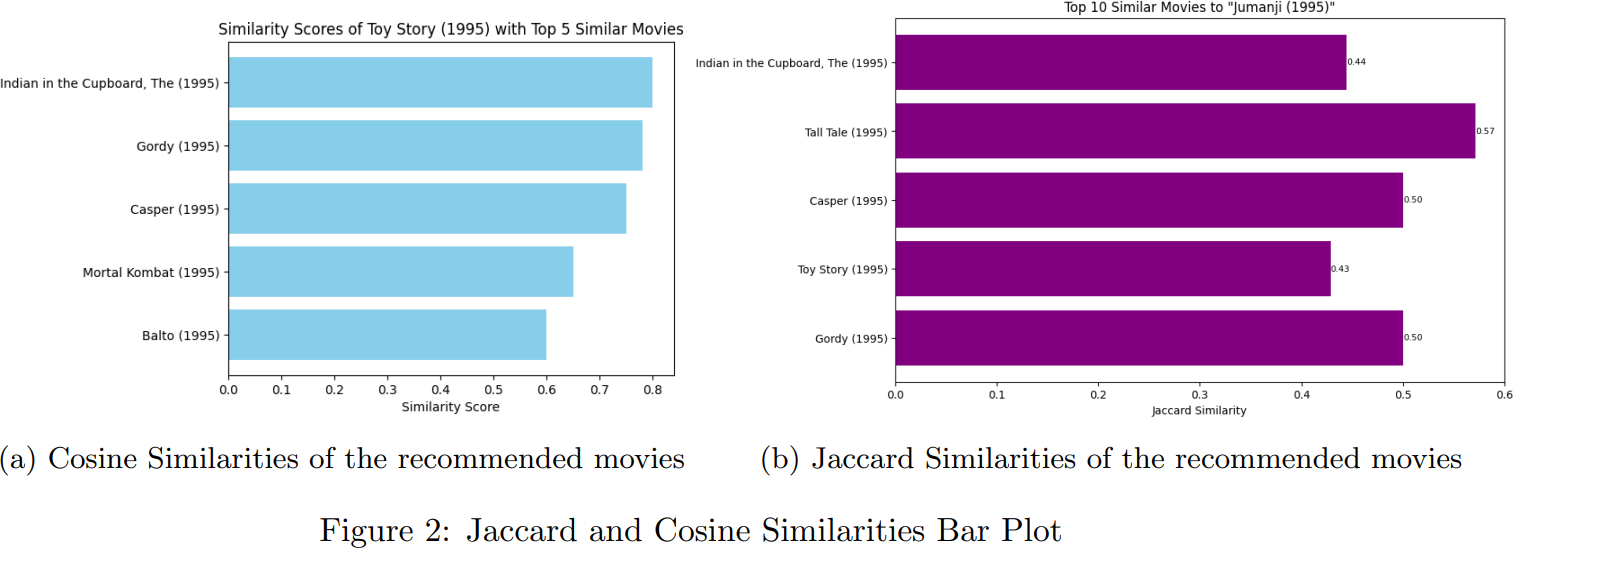 Similarity Scores of Toy Story (1995) with Top 5 Similar Movies
Indian in the Cupboard, The (1995)
Gordy (1995)
Casper (1995)
Mortal Kombat (1995)
Balto (1995)
0.0 0.1 0.2 0.3 0.4 0.5 0.6 0.7 0.8
Similarity Score
(a) Cosine Similarities of the recommended movies
Top 10 Similar Movies to "Jumanji (1995)"
Indian in the Cupboard, The (1995) 0.44
Tall Tale (1995) 0.57
Casper (1995) 0.50
Toy Story (1995) 0.43
Gordy (1995) 0.50
0.0 0.1 0.2 0.3 0.4 0.5 0.6
Jaccard Similarity
(b) Jaccard Similarities of the recommended movies
Figure 2: Jaccard and Cosine Similarities Bar Plot